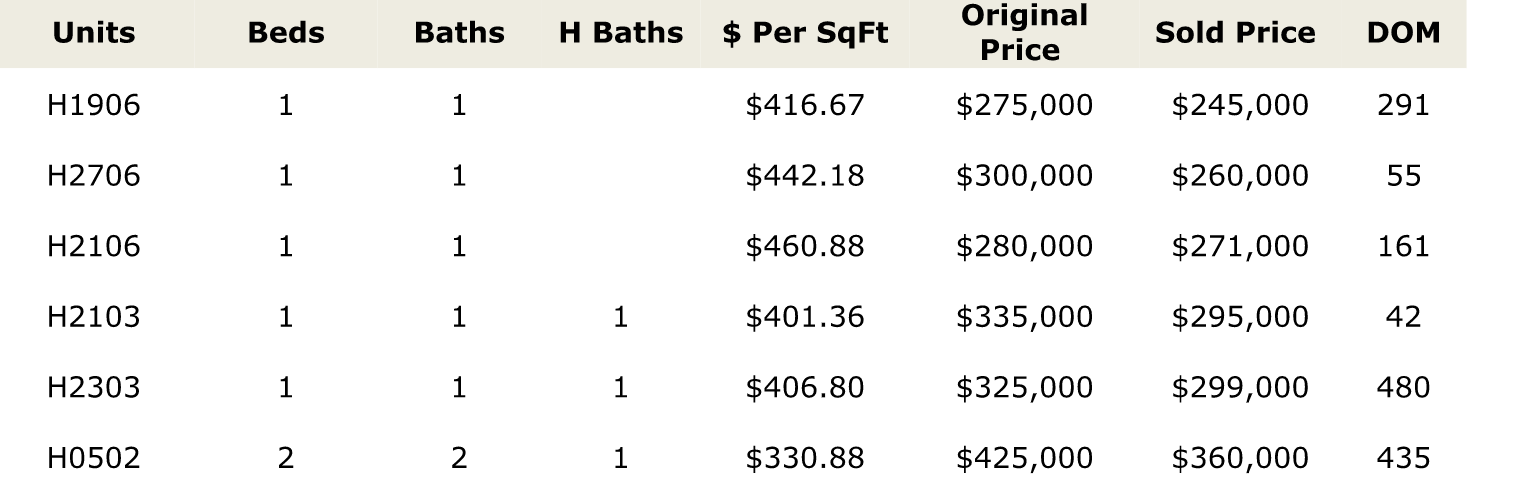 Units Beds Baths H Baths $ Per SqFt Original Price Sold Price DOM
H1906 1 1 $416.67 $275,000 $245,000 291
H2706 1 1 $442.18 $300,000 $260,000 55
H2106 1 1 $460.88 $280,000 $271,000 161
H2103 1 1 1 $401.36 $335,000 $295,000 42
H2303 1 1 1 $406.80 $325,000 $299,000 480
H0502 2 2 1 $330.88 $425,000 $360,000 435